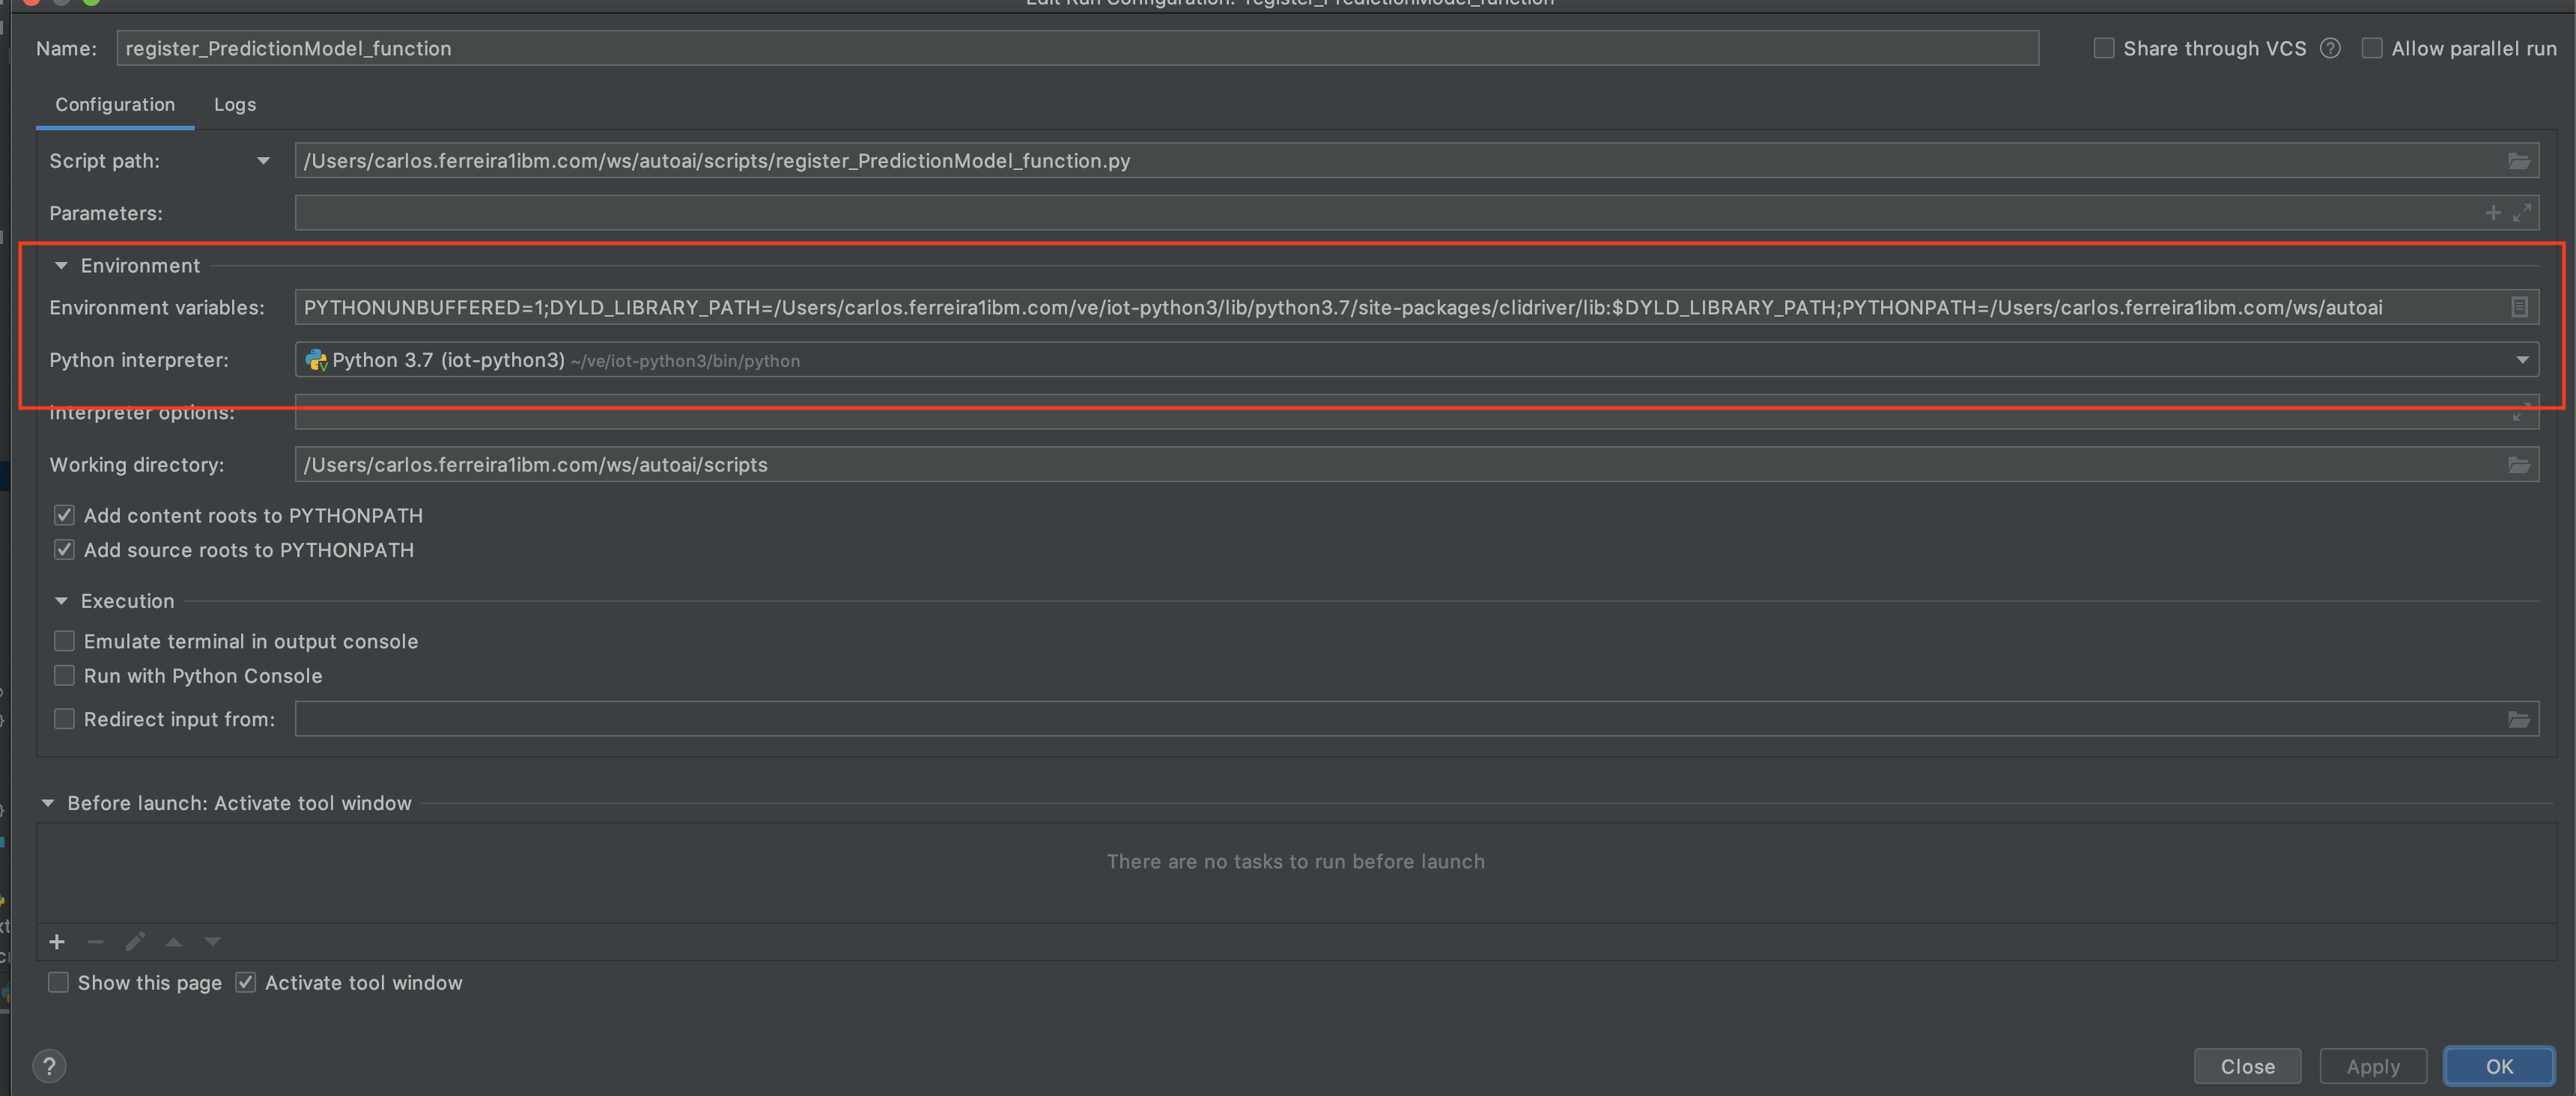 Edit Run Configuration: 'register_PredictionModel_function'
Name: register_PredictionModel_function Share through VCS ? Allow parallel run
Configuration Logs
Script path: /Users/carlos.ferreira1ibm.com/ws/autoai/scripts/register_PredictionModel_function.py
Parameters:
Environment
Environment variables: PYTHONUNBUFFERED=1;DYLD_LIBRARY_PATH=/Users/carlos.ferreira1ibm.com/ve/iot-python3/lib/python3.7/site-packages/clidriver/lib:$DYLD_LIBRARY_PATH;PYTHONPATH=/Users/carlos.ferreira1ibm.com/ws/autoai
Python interpreter: Python 3.7 (iot-python3) ~/ve/iot-python3/bin/python
Interpreter options:
Working directory: /Users/carlos.ferreira1ibm.com/ws/autoai/scripts
Add content roots to PYTHONPATH
Add source roots to PYTHONPATH
Execution
Emulate terminal in output console
Run with Python Console
Redirect input from:
Before launch: Activate tool window
There are no tasks to run before launch
Show this page Activate tool window
? Close Apply OK